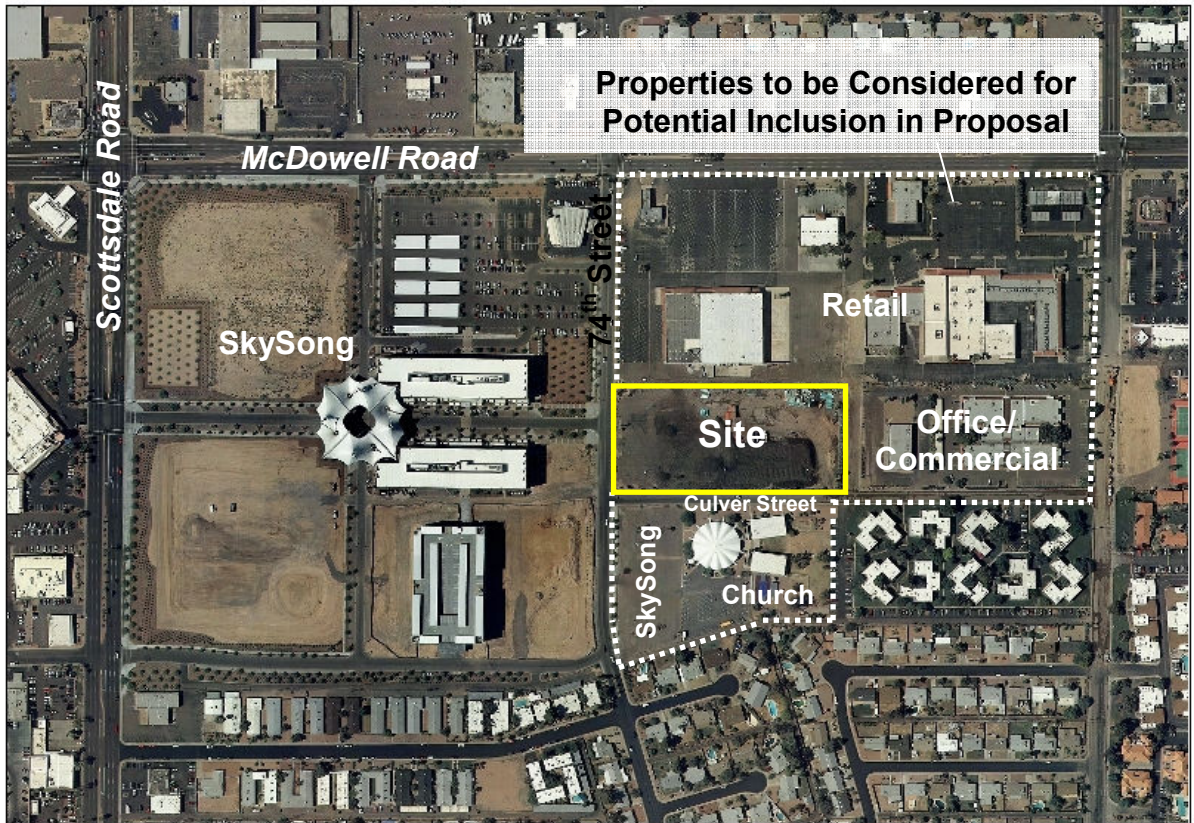 Properties to be Considered for
Potential Inclusion in Proposal
McDowell Road
Scottsdale Road
74th Street
SkySong
Retail
Site
Office/
Commercial
Culver Street
SkySong
Church